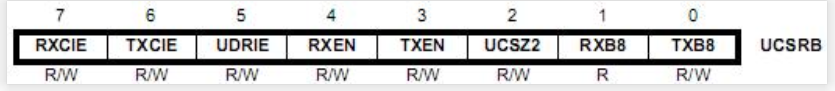 7 6 5 4 3 2 1 0
RXCIE TXCIE UDRIE RXEN TXEN UCSZ2 RXB8 TXB8 UCSRB
R/W R/W R/W R/W R/W R/W R R/W